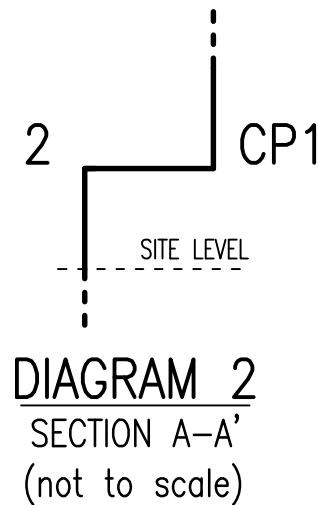 2 CP1
SITE LEVEL
DIAGRAM 2
SECTION A-A'
(not to scale)